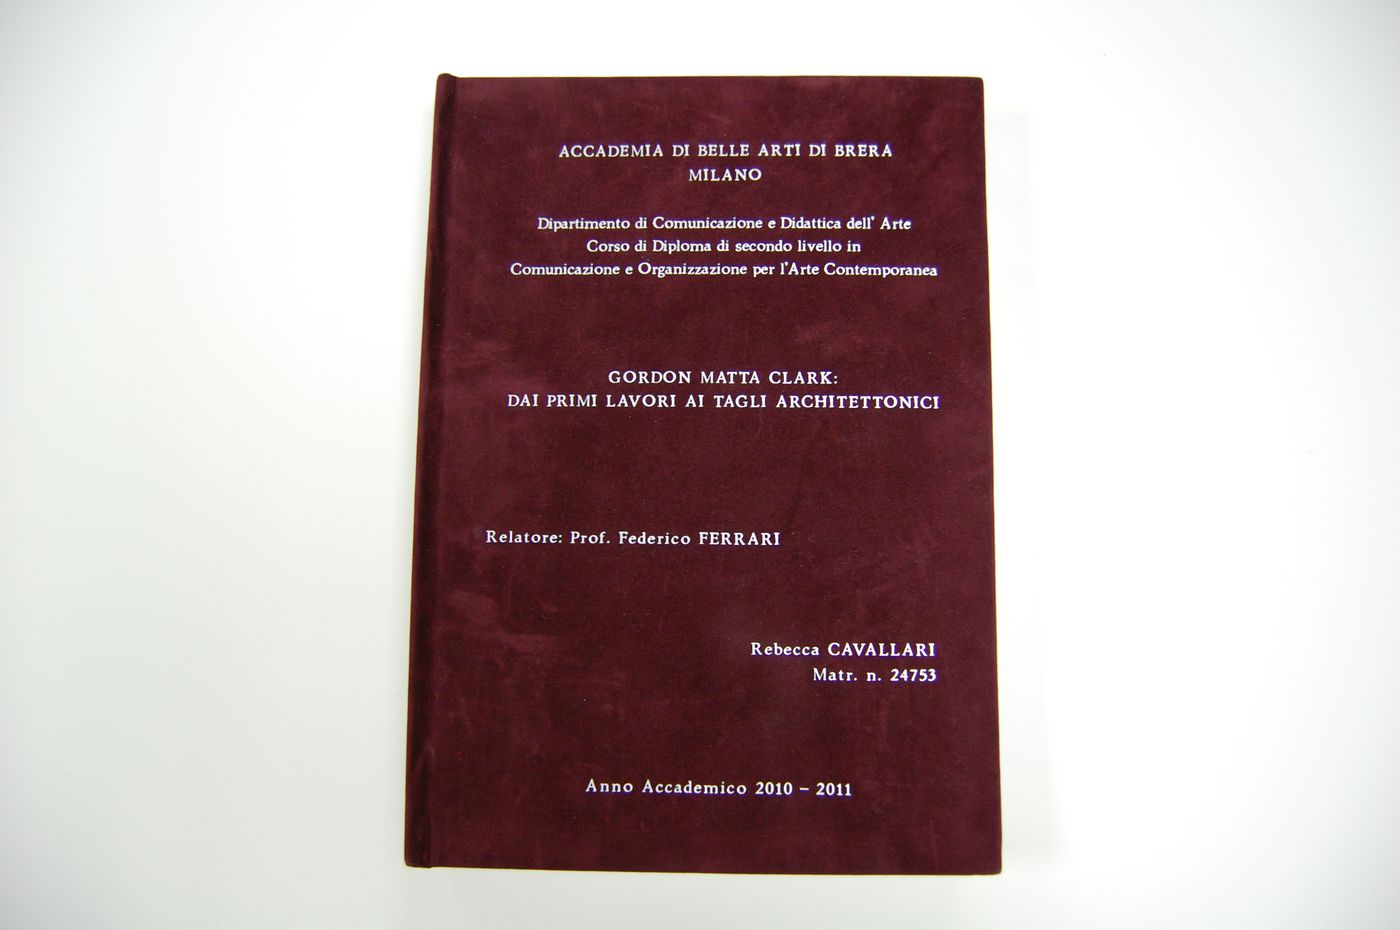 ACCADEMIA DI BELLE ARTI DI BRERA
MILANO
Dipartimento di Comunicazione e Didattica dell' Arte
Corso di Diploma di secondo livello in
Comunicazione e Organizzazione per l'Arte Contemporanea
GORDON MATTA CLARK:
DAI PRIMI LAVORI AI TAGLI ARCHITETTONICI
Relatore: Prof. Federico FERRARI
Rebecca CAVALLARI
Matr. n. 24753
Anno Accademico 2010 – 2011